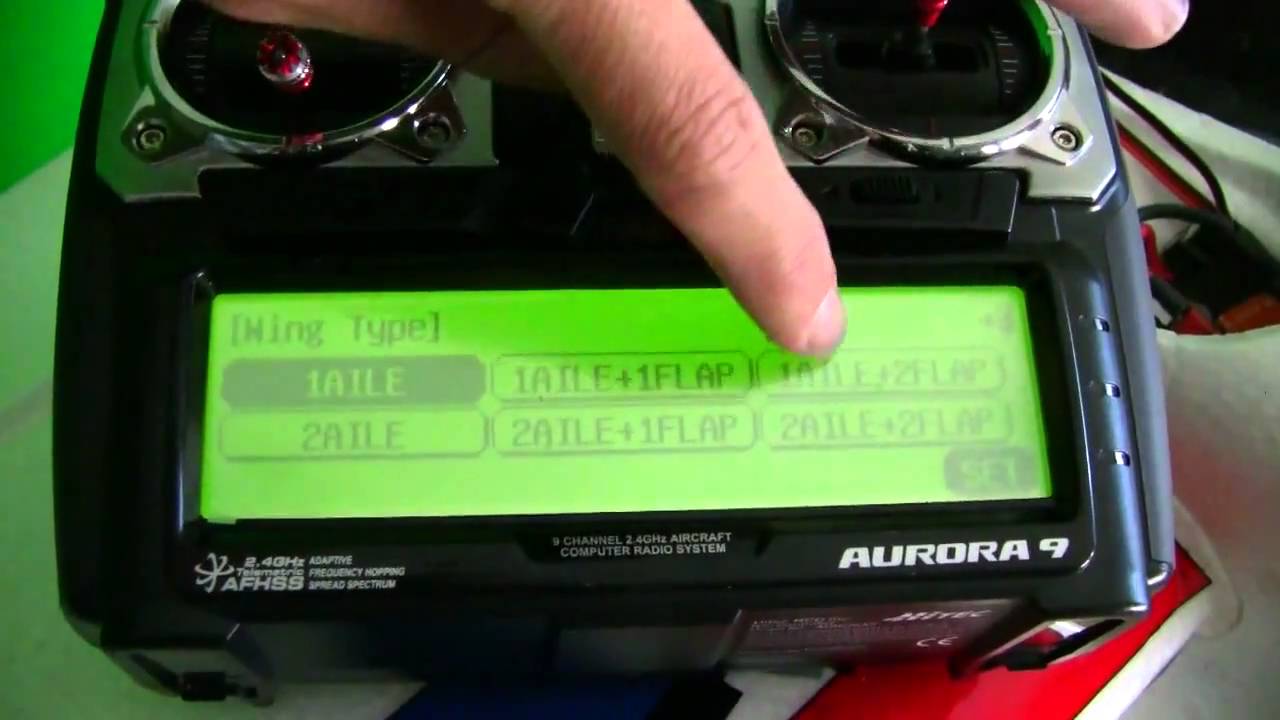 [Wing Type]
1AILE 1AILE+1FLAP 1AILE+2FLAP
2AILE 2AILE+1FLAP 2AILE+2FLAP
SET
9 CHANNEL 2.4GHz AIRCRAFT
COMPUTER RADIO SYSTEM
AURORA 9
2.4GHz
Telemetric
AFHSS
ADAPTIVE
FREQUENCY HOPPING
SPREAD SPECTRUM
HITEC
CE